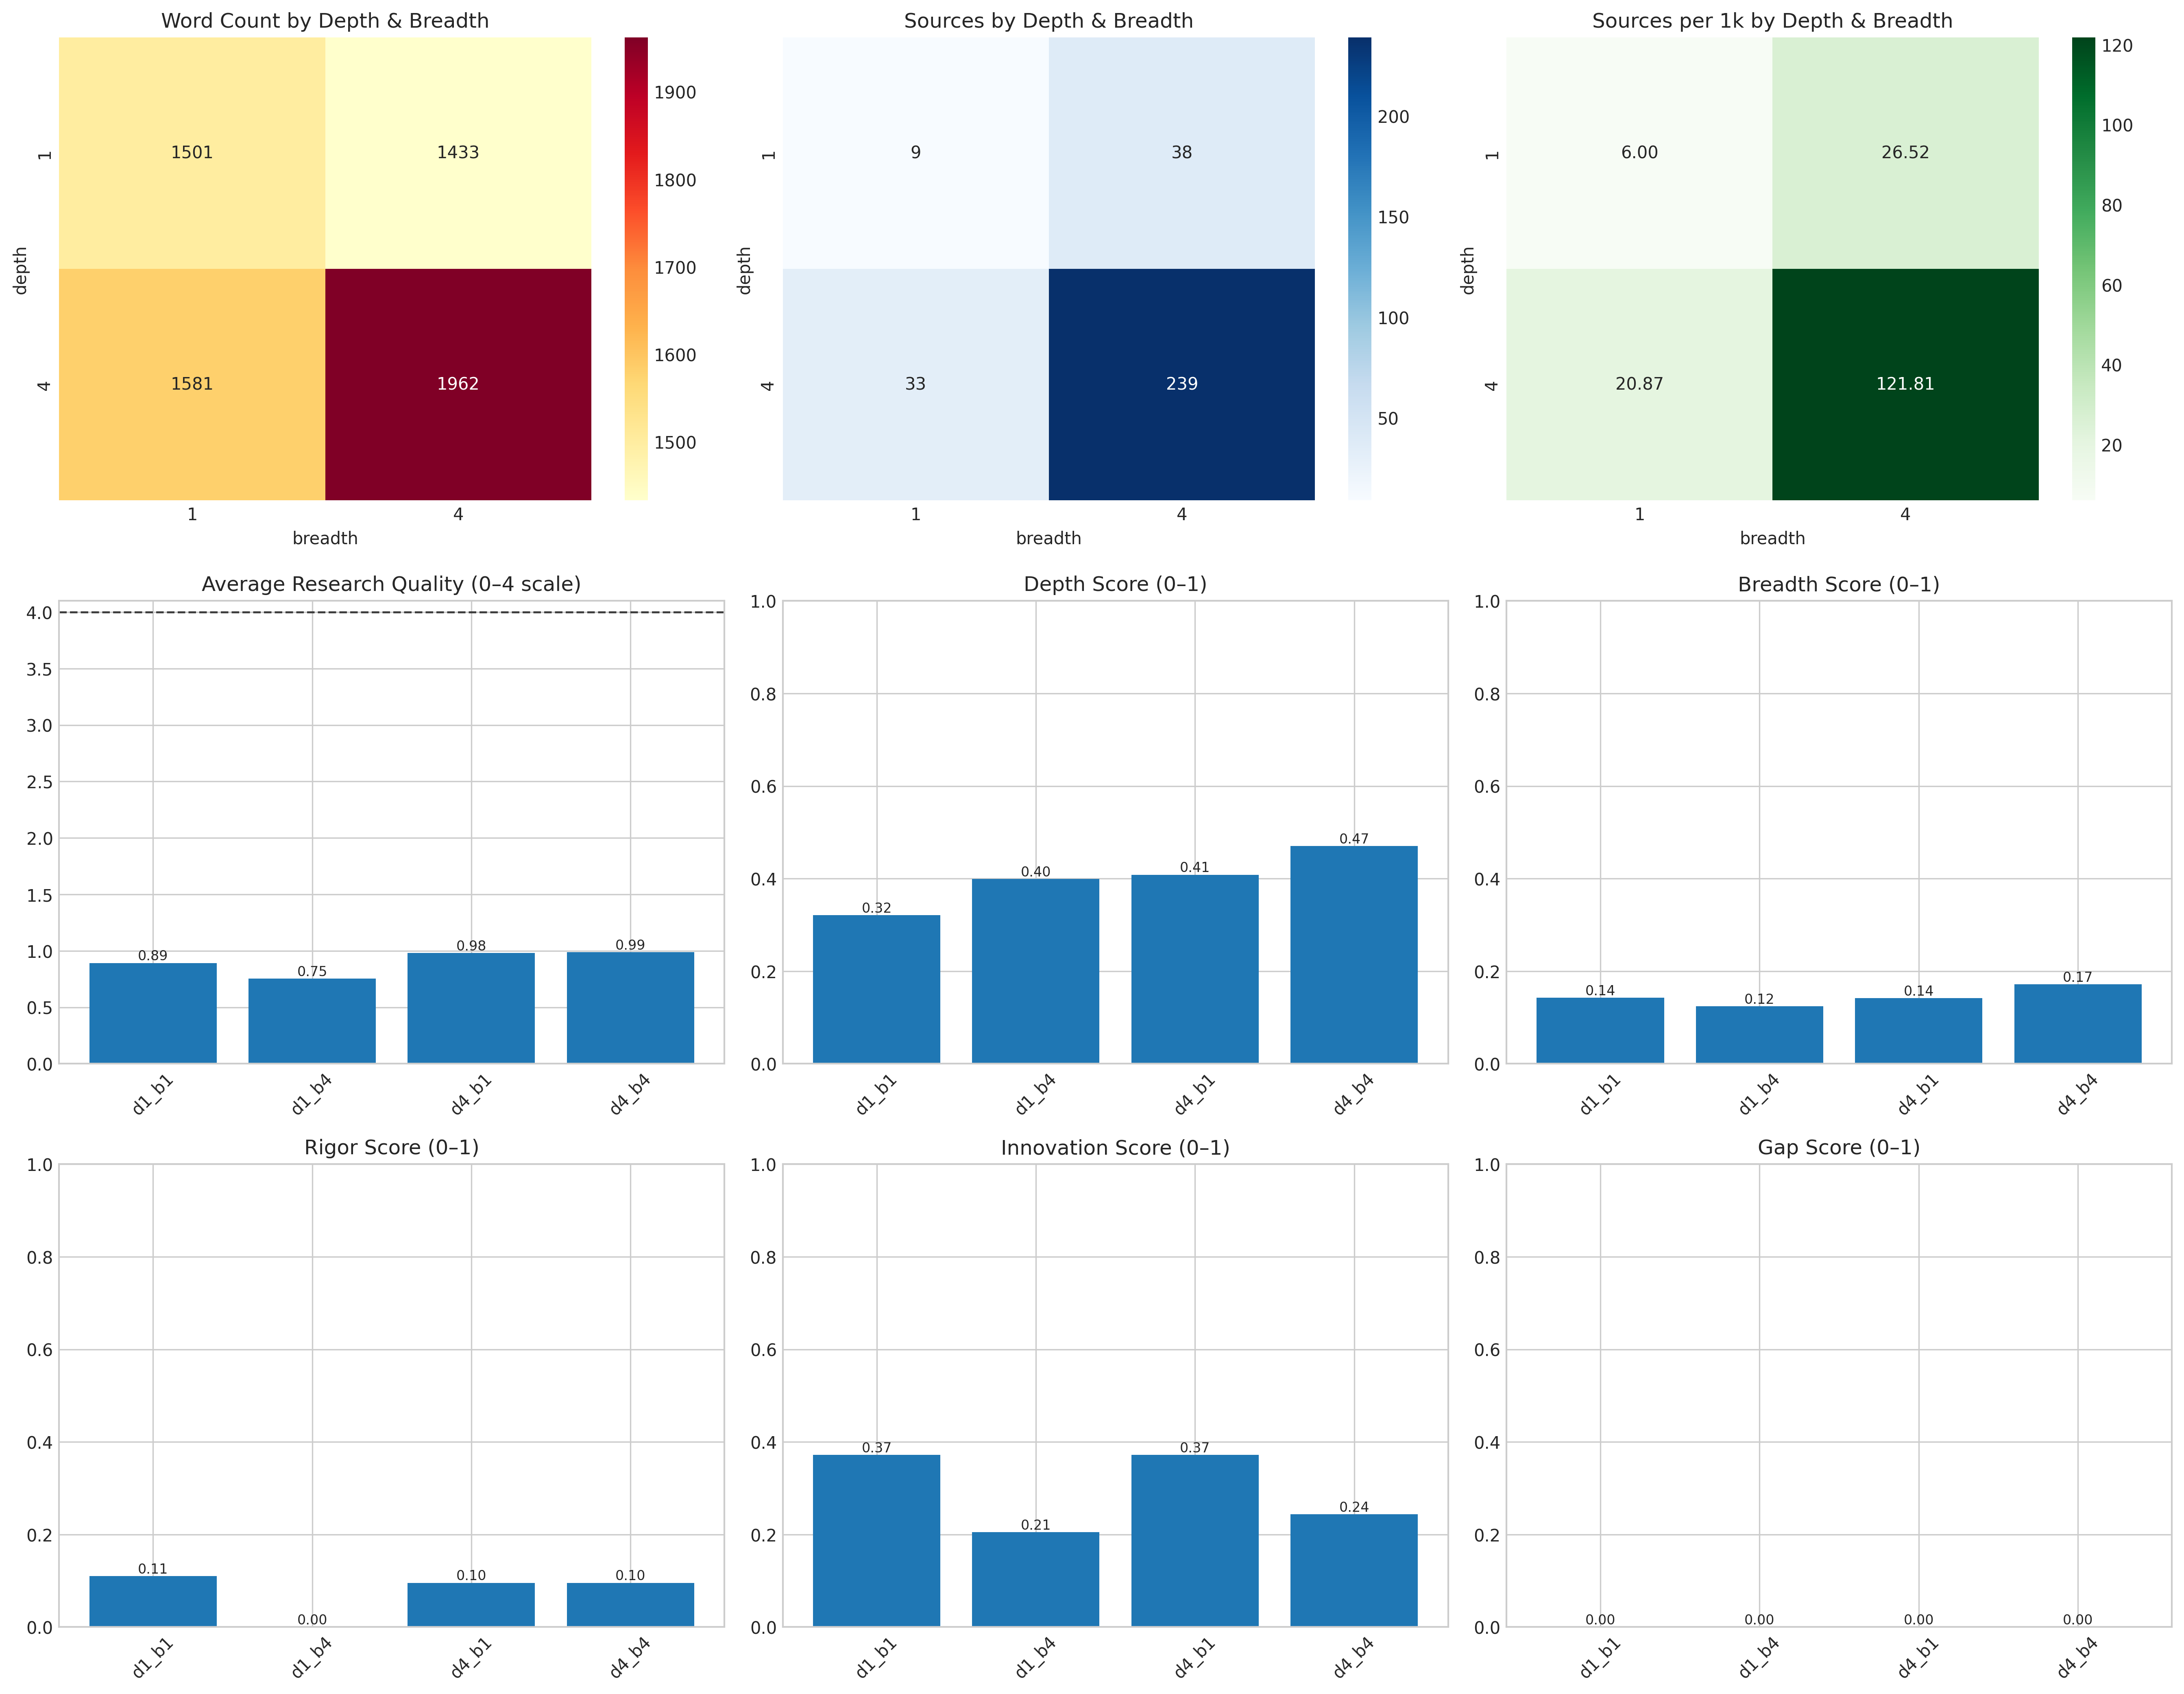 Word Count by Depth & Breadth
1501
1433
1581
1962
1
4
depth
1
4
breadth
1900
1800
1700
1600
1500
Sources by Depth & Breadth
9
38
33
239
1
4
depth
1
4
breadth
200
150
100
50
Sources per 1k by Depth & Breadth
6.00
26.52
20.87
121.81
1
4
depth
1
4
breadth
120
100
80
60
40
20
Average Research Quality (0–4 scale)
4.0
3.5
3.0
2.5
2.0
1.5
1.0
0.5
0.0
0.89
0.75
0.98
0.99
d1_b1
d1_b4
d4_b1
d4_b4
Depth Score (0–1)
1.0
0.8
0.6
0.4
0.2
0.0
0.32
0.40
0.41
0.47
d1_b1
d1_b4
d4_b1
d4_b4
Breadth Score (0–1)
1.0
0.8
0.6
0.4
0.2
0.0
0.14
0.12
0.14
0.17
d1_b1
d1_b4
d4_b1
d4_b4
Rigor Score (0–1)
1.0
0.8
0.6
0.4
0.2
0.0
0.11
0.00
0.10
0.10
d1_b1
d1_b4
d4_b1
d4_b4
Innovation Score (0–1)
1.0
0.8
0.6
0.4
0.2
0.0
0.37
0.21
0.37
0.24
d1_b1
d1_b4
d4_b1
d4_b4
Gap Score (0–1)
1.0
0.8
0.6
0.4
0.2
0.0
0.00
0.00
0.00
0.00
d1_b1
d1_b4
d4_b1
d4_b4